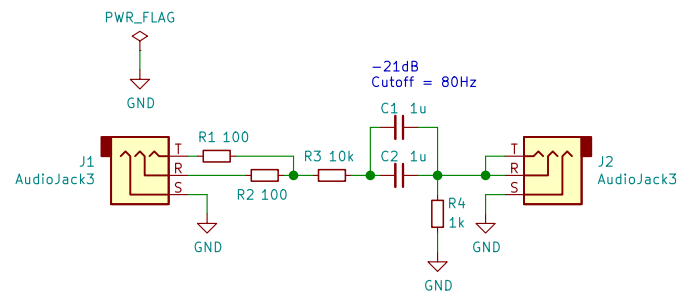 PWR_FLAG
GND
-21dB
Cutoff = 80Hz
C1 1u
R1 100
T
J1
AudioJack3
R
S
R2 100
R3 10k
C2 1u
T
R
S
J2
AudioJack3
R4
1k
GND
GND
GND